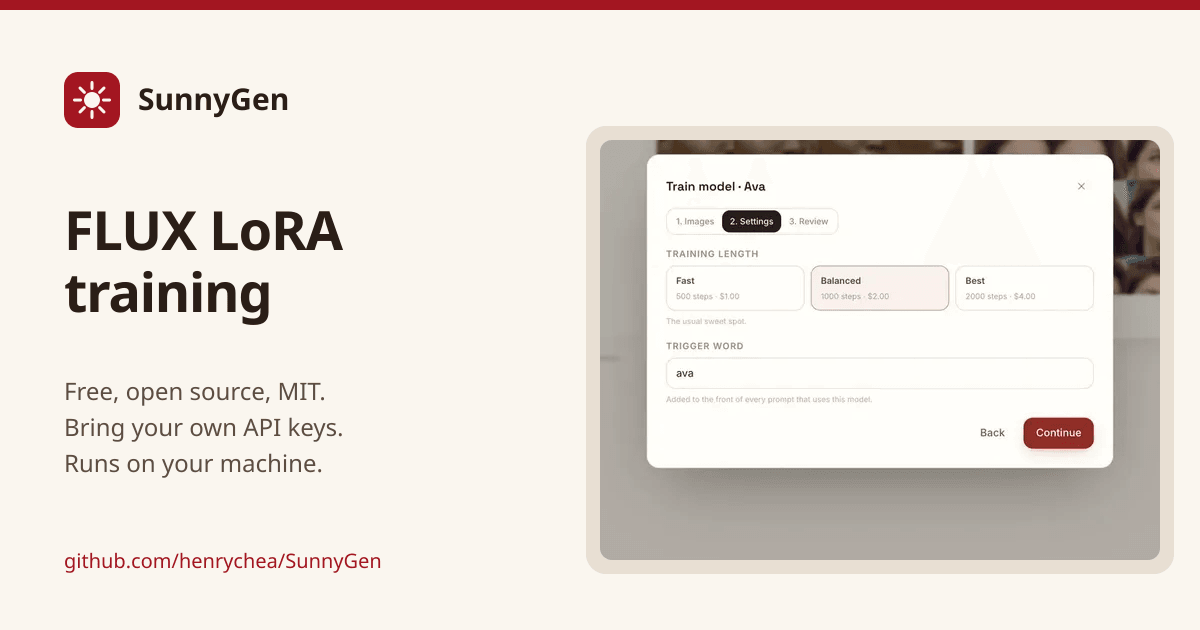 SunnyGen
FLUX LoRA
training
Free, open source, MIT.
Bring your own API keys.
Runs on your machine.
github.com/henrychea/SunnyGen
Train model · Ava
1. Images 2. Settings 3. Review
TRAINING LENGTH
Fast Balanced Best
500 steps · $1.00 1000 steps · $2.00 2000 steps · $4.00
The usual sweet spot.
TRIGGER WORD
ava
Added to the front of every prompt that uses this model.
Back Continue